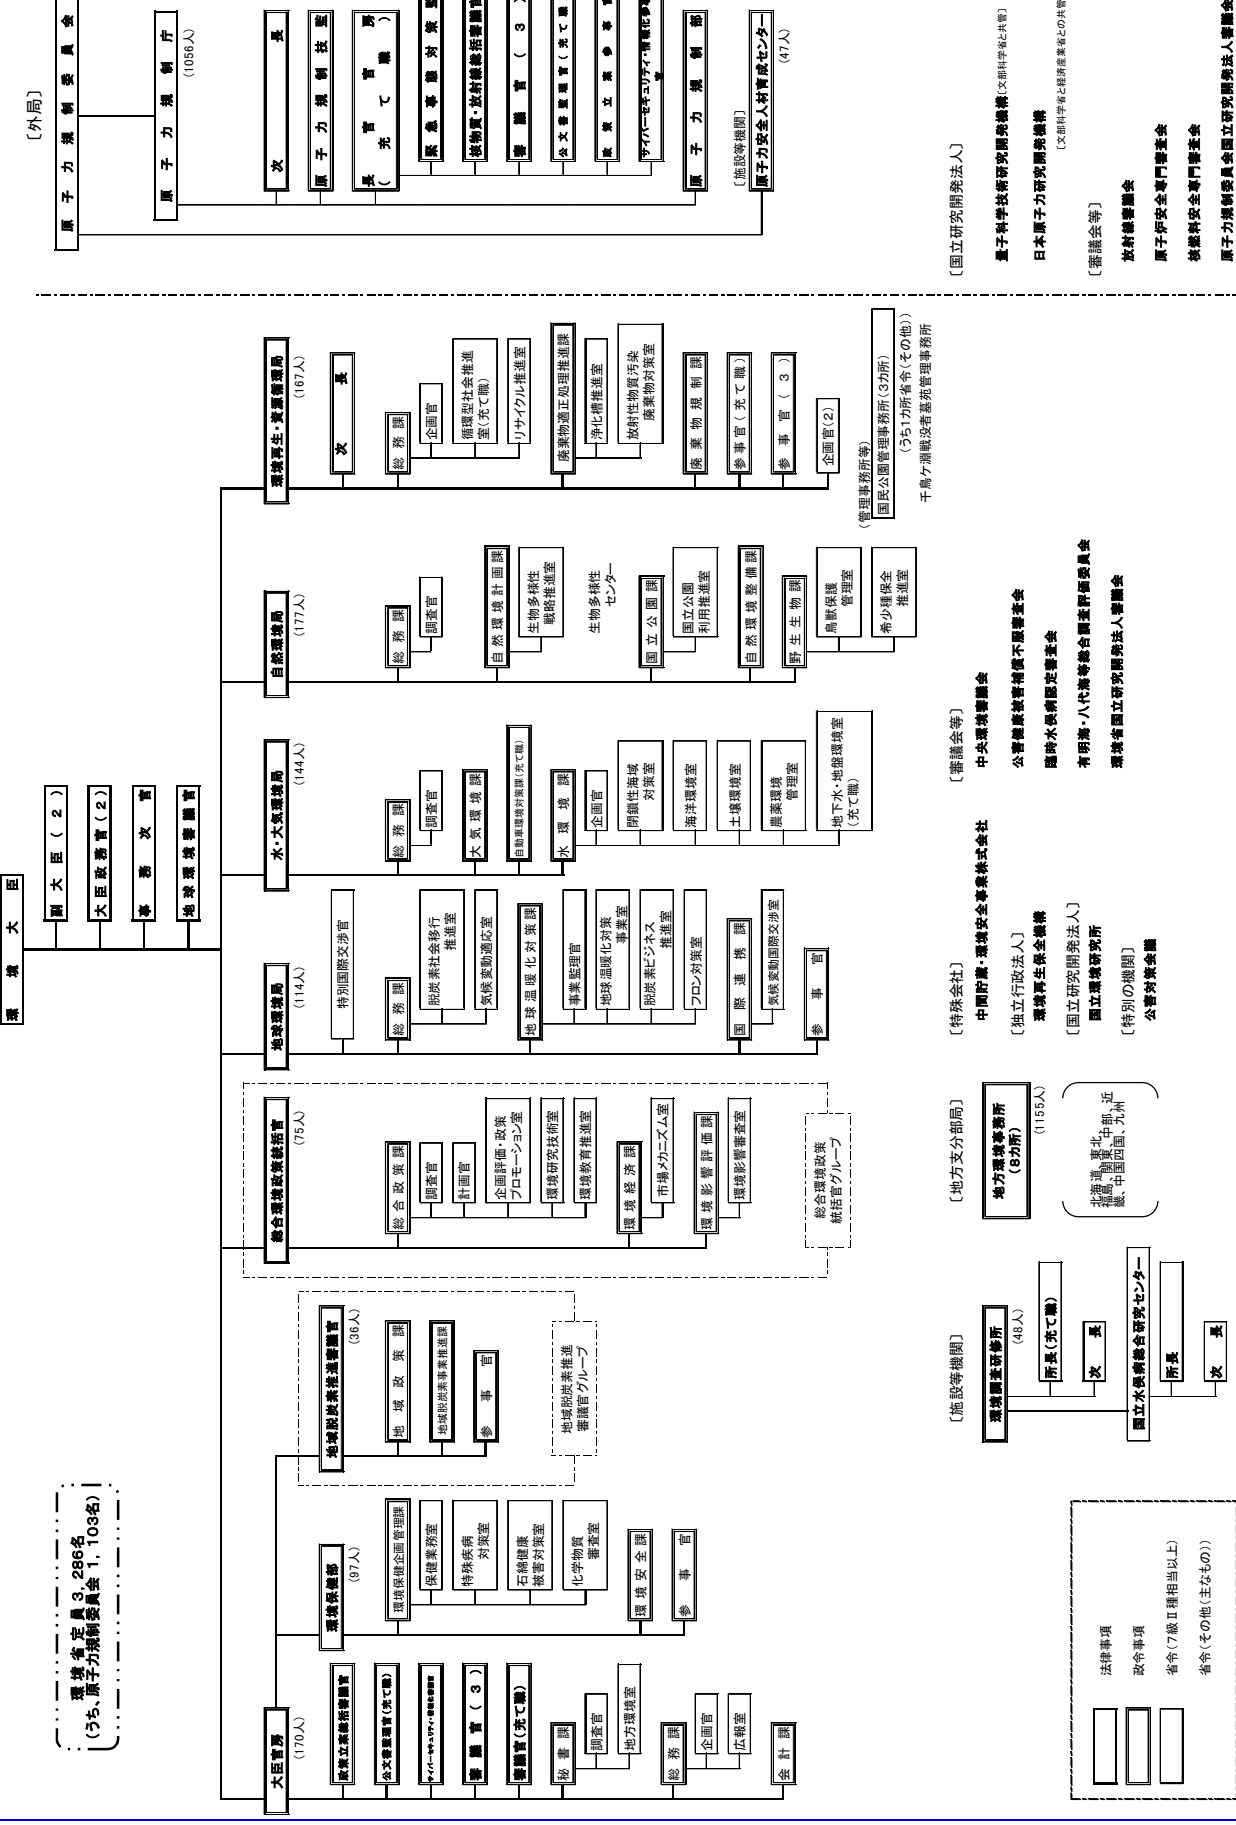 環境省定員 3,286名
(うち、原子力規制委員会 1,103名)
環境大臣
副大臣(2)
大臣政務官(2)
事務次官
地球環境審議官
大臣官房
(170人)
政策立案総括審議官
公文書監理官(充て職)
サイバーセキュリティ・情報化審議官
審議官(3)
審議官(充て職)
秘書課
調査官
地方環境室
総務課
企画官
広報室
会計課
環境保健部
(97人)
環境保健企画管理課
保健業務室
特殊疾病
対策室
石綿健康
被害対策室
化学物質
審査室
環境安全課
参事官
地域脱炭素推進審議官
(36人)
地域政策課
地域脱炭素事業推進課
参事官
地域脱炭素推進
審議官グループ
総合環境政策統括官
(75人)
総合政策課
調査官
計画官
企画評価・政策
プロモーション室
環境研究技術室
環境教育推進室
環境経済課
市場メカニズム室
環境影響評価課
環境影響審査室
総合環境政策
統括官グループ
地球環境局
(114人)
特別国際交渉官
総務課
脱炭素社会移行
推進室
気候変動適応室
地球温暖化対策課
事業監理官
地球温暖化対策
事業室
脱炭素ビジネス
推進室
フロン対策室
国際連携課
気候変動国際交渉室
参事官
水・大気環境局
(144人)
総務課
調査官
大気環境課
自動車環境対策課(充て職)
水環境課
企画官
閉鎖性海域
対策室
海洋環境室
土壌環境室
農薬環境
管理室
地下水・地盤環境室
(充て職)
自然環境局
(177人)
総務課
調査官
自然環境計画課
生物多様性
戦略推進室
生物多様性
センター
国立公園課
国立公園
利用推進室
自然環境整備課
野生生物課
鳥獣保護
管理室
希少種保全
推進室
環境再生・資源循環局
(167人)
次長
総務課
企画官
循環型社会推進
室(充て職)
リサイクル推進室
廃棄物適正処理推進課
浄化槽推進室
放射性物質汚染
廃棄物対策室
廃棄物規制課
参事官(充て職)
参事官(3)
企画官(2)
(管理事務所等)
国民公園管理事務所(3カ所)
(うち1カ所省令(その他))
千鳥ケ淵戦没者墓苑管理事務所
[外局]
原子力規制委員会
原子力規制庁
(1056人)
次長
原子力規制技監
長官官房
(充て職)
緊急事態対策監
核物質・放射線総括審議官
審議官(3)
公文書監理官(充て職
政策立案参事官
サイバーセキュリティ・情報化参事
官
原子力規制部
[施設等機関]
原子力安全人材育成センター
(47人)
[国立研究開発法人]
量子科学技術研究開発機構[文部科学省と共管]
日本原子力研究開発機構
[文部科学省と経済産業省との共管
[審議会等]
放射線審議会
原子炉安全専門審査会
核燃料安全専門審査会
原子力規制委員会国立研究開発法人審議会
[施設等機関]
環境調査研修所
(48人)
所長(充て職)
次長
国立水俣病総合研究センター
所長
次長
[地方支分部局]
地方環境事務所
(8カ所)
(1155人)
北海道、東北、
福島、関東、中部、近
畿、中国四国、九州
[特殊会社]
中間貯蔵・環境安全事業株式会社
[独立行政法人]
環境再生保全機構
[国立研究開発法人]
国立環境研究所
[特別の機関]
公害対策会議
[審議会等]
中央環境審議会
公害健康被害補償不服審査会
臨時水俣病認定審査会
有明海・八代海等総合調査評価委員会
環境省国立研究開発法人審議会
法律事項
政令事項
省令(7級Ⅱ種相当以上)
省令(その他(主なもの))